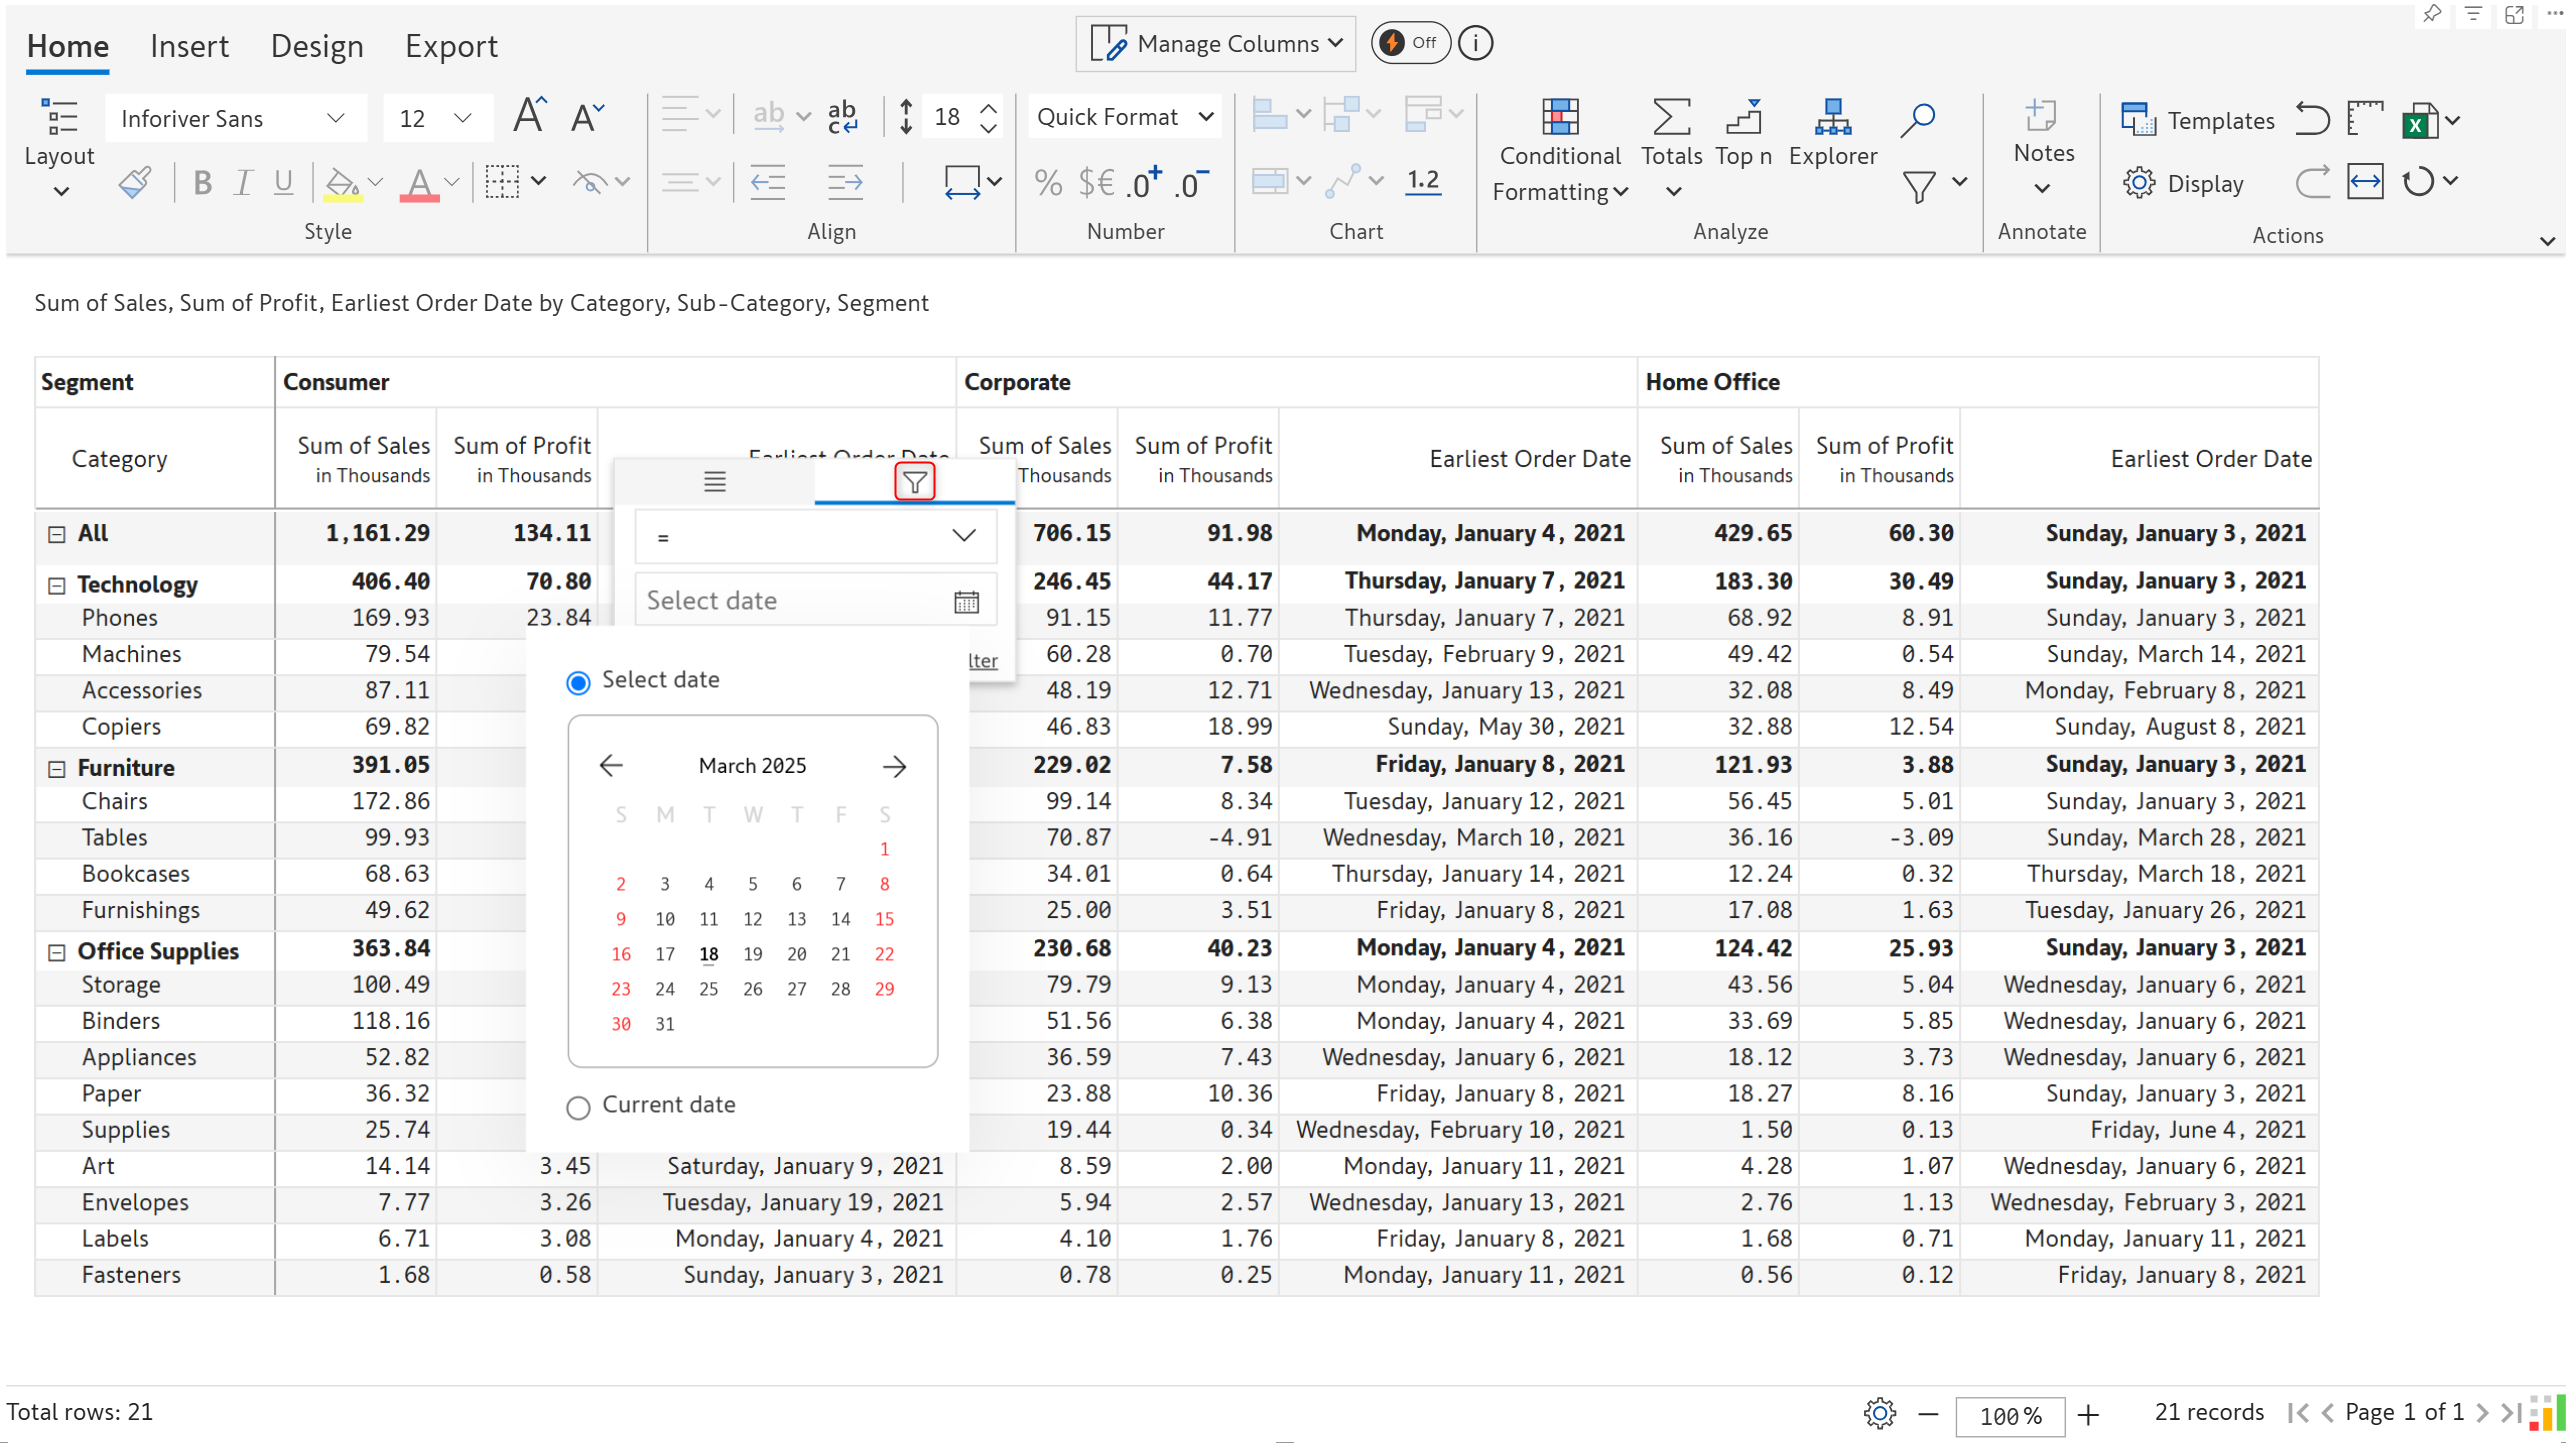 Home Insert Design Export Manage Columns Off i
Inforiver Sans 12 A A ab ab 18 Quick Format Templates
Layout Conditional Formatting Totals Top n Explorer Notes
B I U A % $€ .0+ .0- 1.2 Display
Style Align Number Chart Analyze Annotate Actions
Sum of Sales, Sum of Profit, Earliest Order Date by Category, Sub-Category, Segment
Segment Consumer Corporate Home Office
Category Sum of Sales in Thousands Sum of Profit in Thousands Earliest Order Date Sum of Sales Thousands Sum of Profit in Thousands Earliest Order Date Sum of Sales in Thousands Sum of Profit in Thousands Earliest Order Date
All 1,161.29 134.11 = 706.15 91.98 Monday, January 4, 2021 429.65 60.30 Sunday, January 3, 2021
Technology 406.40 70.80 Select date 246.45 44.17 Thursday, January 7, 2021 183.30 30.49 Sunday, January 3, 2021
Phones 169.93 23.84 91.15 11.77 Thursday, January 7, 2021 68.92 8.91 Sunday, January 3, 2021
Machines 79.54 lter 60.28 0.70 Tuesday, February 9, 2021 49.42 0.54 Sunday, March 14, 2021
Accessories 87.11 48.19 12.71 Wednesday, January 13, 2021 32.08 8.49 Monday, February 8, 2021
Copiers 69.82 46.83 18.99 Sunday, May 30, 2021 32.88 12.54 Sunday, August 8, 2021
Furniture 391.05 229.02 7.58 Friday, January 8, 2021 121.93 3.88 Sunday, January 3, 2021
Chairs 172.86 99.14 8.34 Tuesday, January 12, 2021 56.45 5.01 Sunday, January 3, 2021
Tables 99.93 70.87 -4.91 Wednesday, March 10, 2021 36.16 -3.09 Sunday, March 28, 2021
Bookcases 68.63 34.01 0.64 Thursday, January 14, 2021 12.24 0.32 Thursday, March 18, 2021
Furnishings 49.62 25.00 3.51 Friday, January 8, 2021 17.08 1.63 Tuesday, January 26, 2021
Office Supplies 363.84 230.68 40.23 Monday, January 4, 2021 124.42 25.93 Sunday, January 3, 2021
Storage 100.49 79.79 9.13 Monday, January 4, 2021 43.56 5.04 Wednesday, January 6, 2021
Binders 118.16 51.56 6.38 Monday, January 4, 2021 33.69 5.85 Wednesday, January 6, 2021
Appliances 52.82 36.59 7.43 Wednesday, January 6, 2021 18.12 3.73 Wednesday, January 6, 2021
Paper 36.32 23.88 10.36 Friday, January 8, 2021 18.27 8.16 Sunday, January 3, 2021
Supplies 25.74 19.44 0.34 Wednesday, February 10, 2021 1.50 0.13 Friday, June 4, 2021
Art 14.14 3.45 Saturday, January 9, 2021 8.59 2.00 Monday, January 11, 2021 4.28 1.07 Wednesday, January 6, 2021
Envelopes 7.77 3.26 Tuesday, January 19, 2021 5.94 2.57 Wednesday, January 13, 2021 2.76 1.13 Wednesday, February 3, 2021
Labels 6.71 3.08 Monday, January 4, 2021 4.10 1.76 Friday, January 8, 2021 1.68 0.71 Monday, January 11, 2021
Fasteners 1.68 0.58 Sunday, January 3, 2021 0.78 0.25 Monday, January 11, 2021 0.56 0.12 Friday, January 8, 2021
Select date
March 2025
S M T W T F S
1
2 3 4 5 6 7 8
9 10 11 12 13 14 15
16 17 18 19 20 21 22
23 24 25 26 27 28 29
30 31
Current date
Total rows: 21 100% 21 records Page 1 of 1